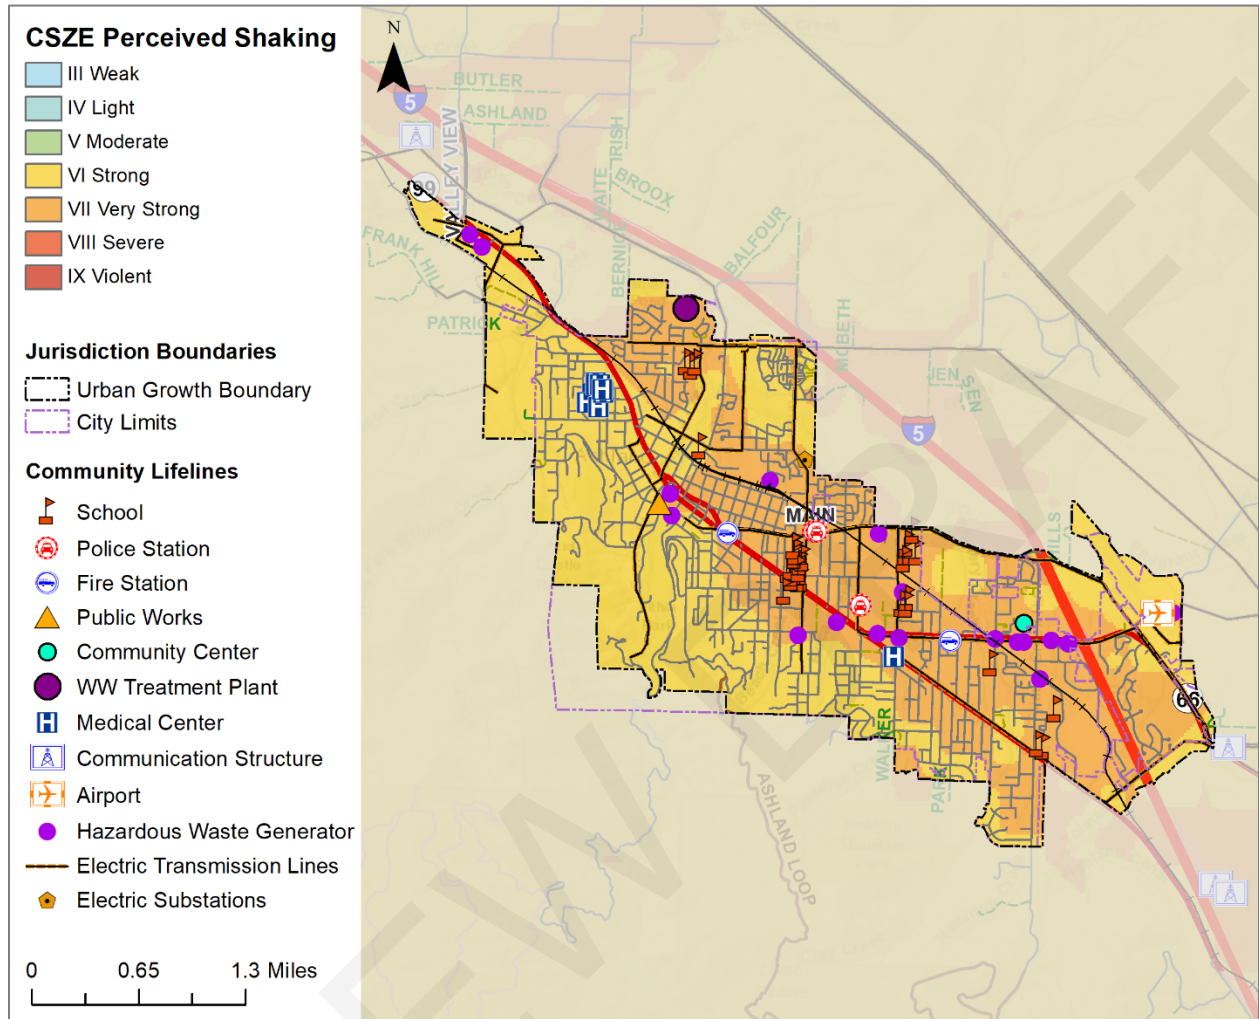 CSZE Perceived Shaking
III Weak
IV Light
V Moderate
VI Strong
VII Very Strong
VIII Severe
IX Violent
Jurisdiction Boundaries
Urban Growth Boundary
City Limits
Community Lifelines
School
Police Station
Fire Station
Public Works
Community Center
WW Treatment Plant
Medical Center
Communication Structure
Airport
Hazardous Waste Generator
Electric Transmission Lines
Electric Substations
0 0.65 1.3 Miles
N
BUTLER
5
ASHLAND
VALLEY VIEW
IRISH
WAITE
BROOX
99
BERNICE
FRANK HILL
BALFOUR
PATRICK
MCBETH
JEN SEN
5
MAIN
HILLS
66
WALKER
PARK
ASHLAND LOOP